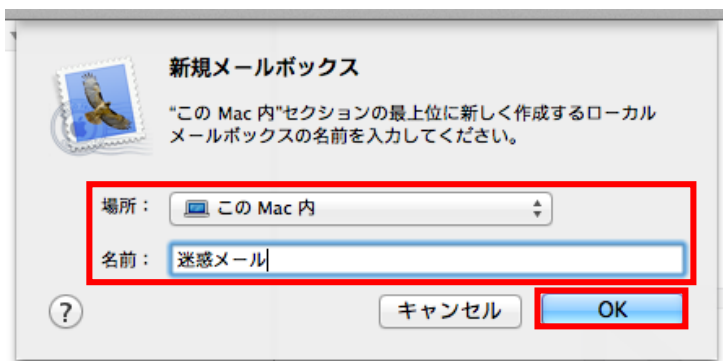 新規メールボックス
“この Mac 内”セクションの最上位に新しく作成するローカル
メールボックスの名前を入力してください。
場所： この Mac 内
名前： 迷惑メール
? キャンセル OK